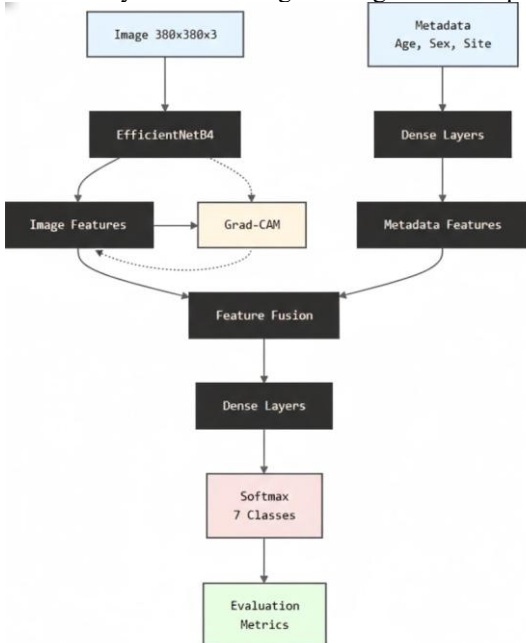 Image 380x380x3
Metadata
Age, Sex, Site
EfficientNetB4
Dense Layers
Image Features
Grad-CAM
Metadata Features
Feature Fusion
Dense Layers
Softmax
7 Classes
Evaluation
Metrics